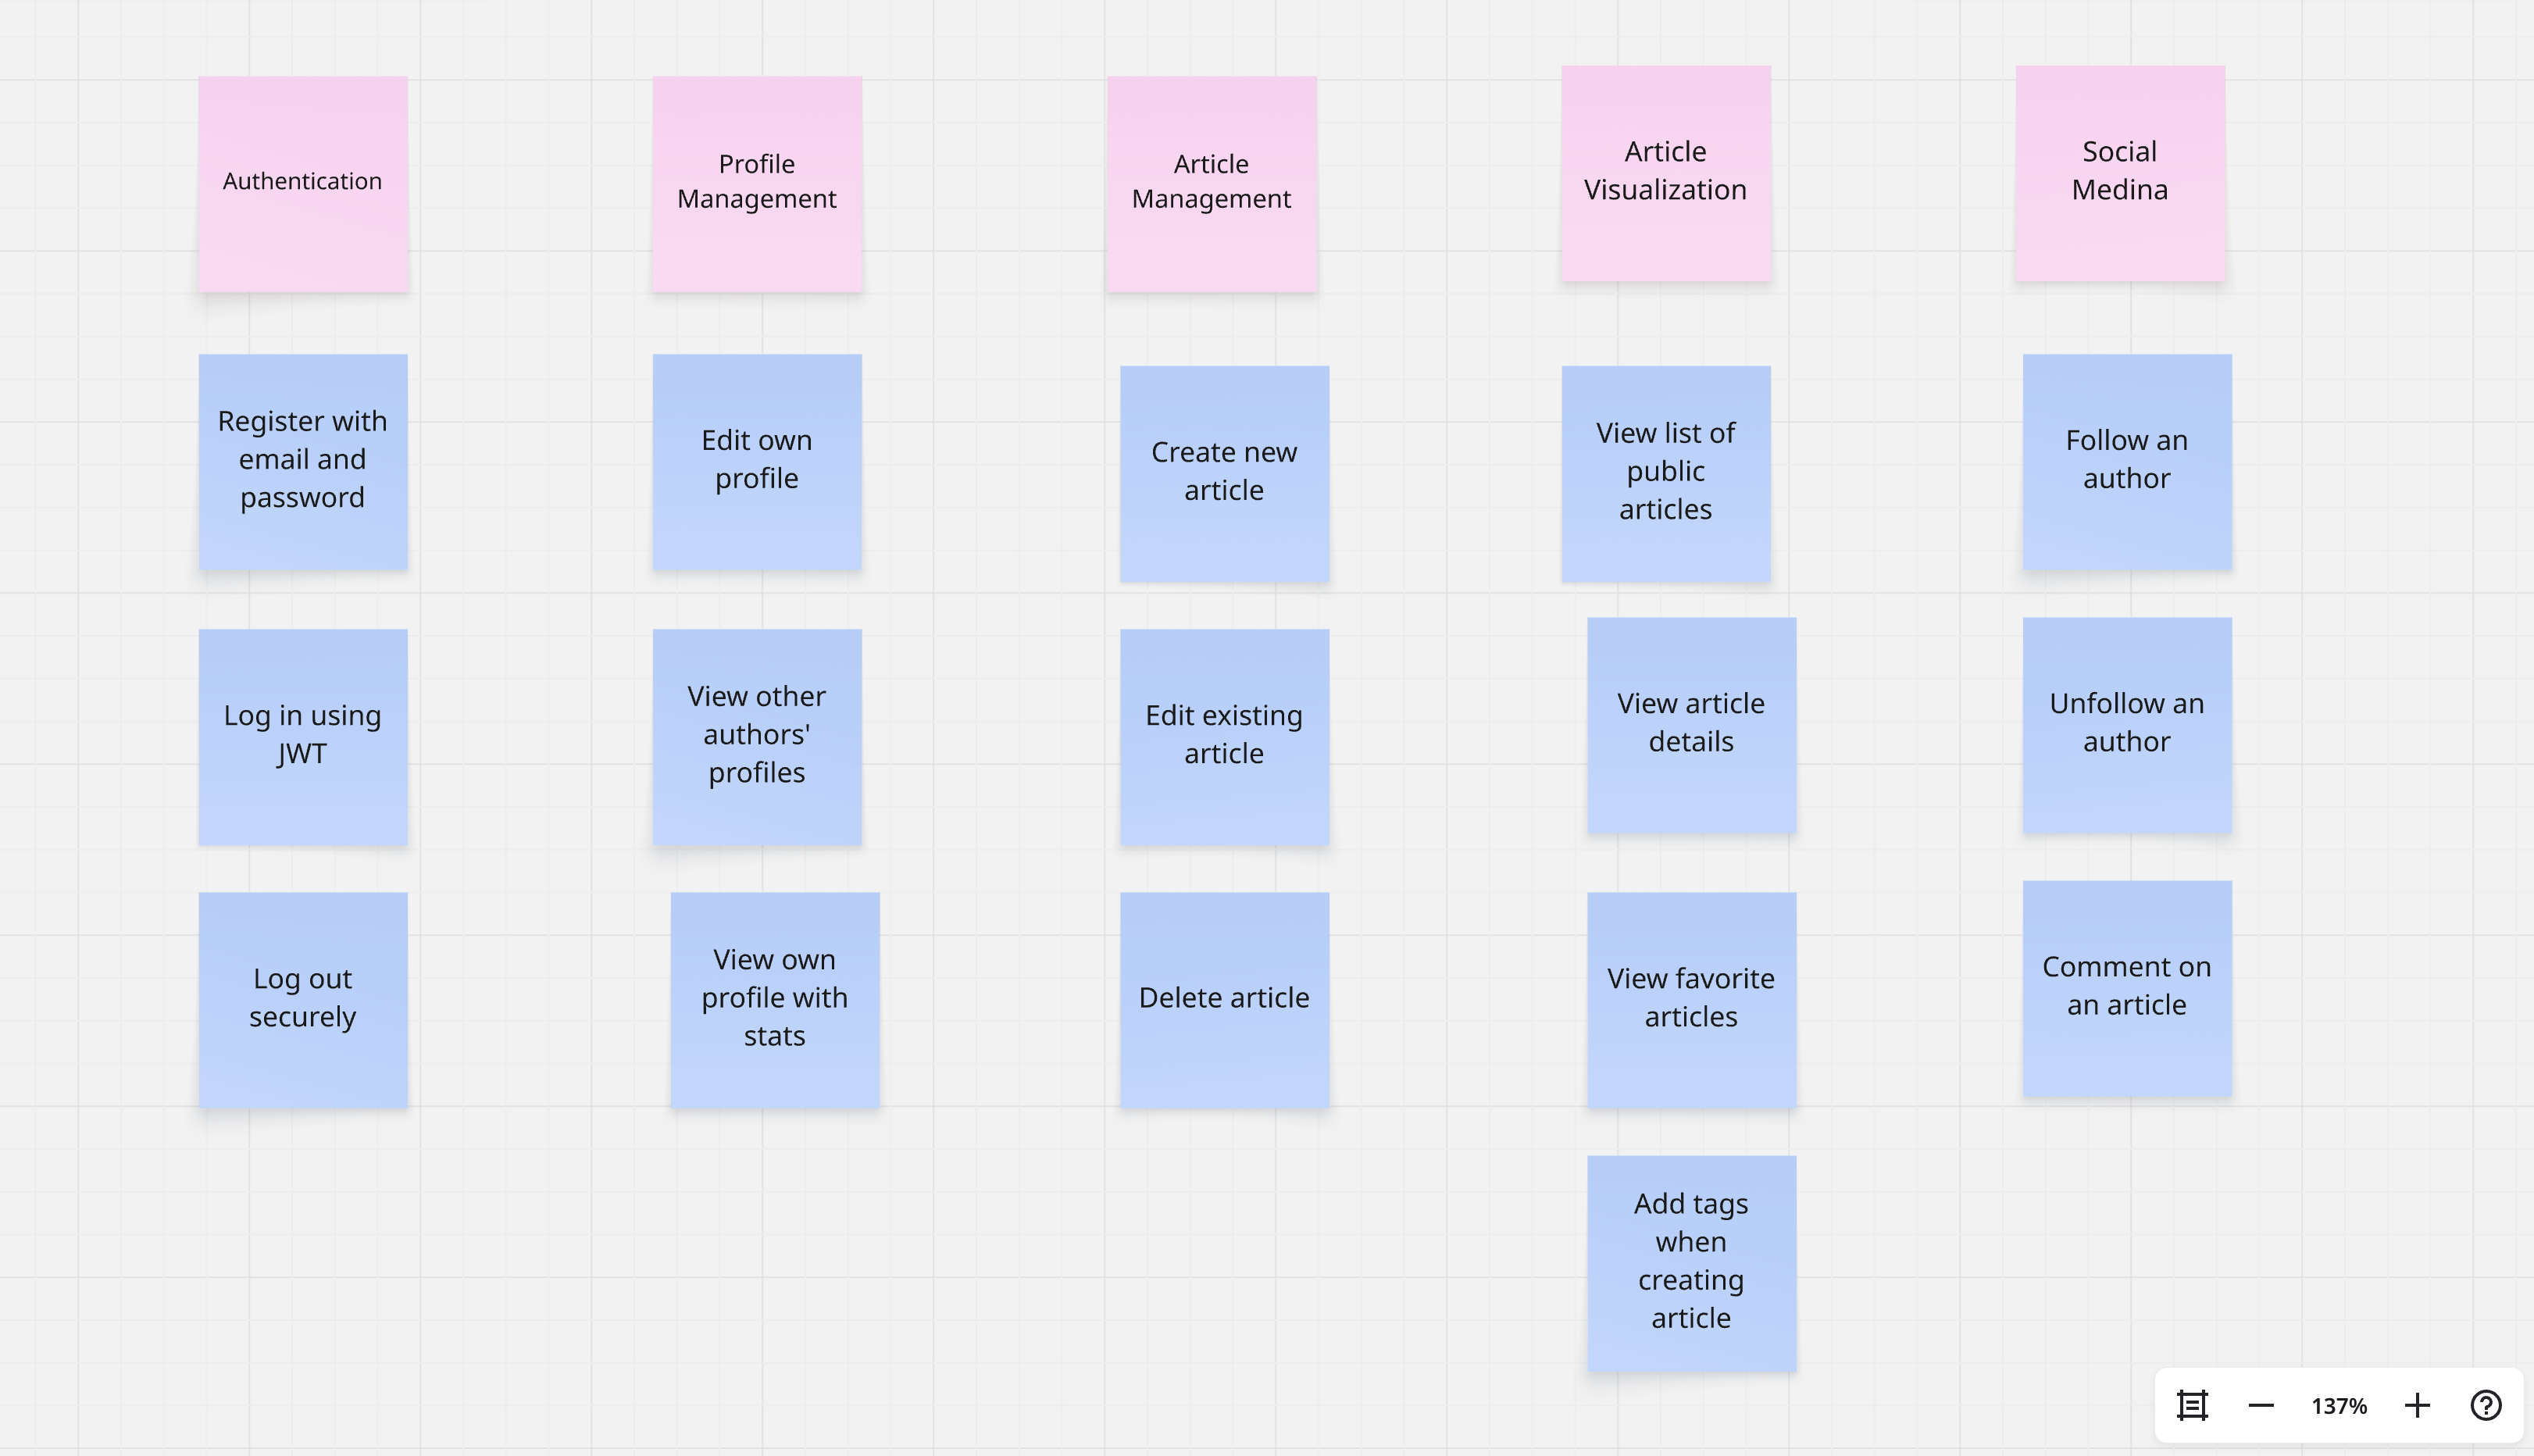 Authentication
Profile
Management
Article
Management
Article
Visualization
Social
Medina
Register with
email and
password
Edit own
profile
Create new
article
View list of
public
articles
Follow an
author
Log in using
JWT
View other
authors'
profiles
Edit existing
article
View article
details
Unfollow an
author
Log out
securely
View own
profile with
stats
Delete article
View favorite
articles
Comment on
an article
Add tags
when
creating
article
137%